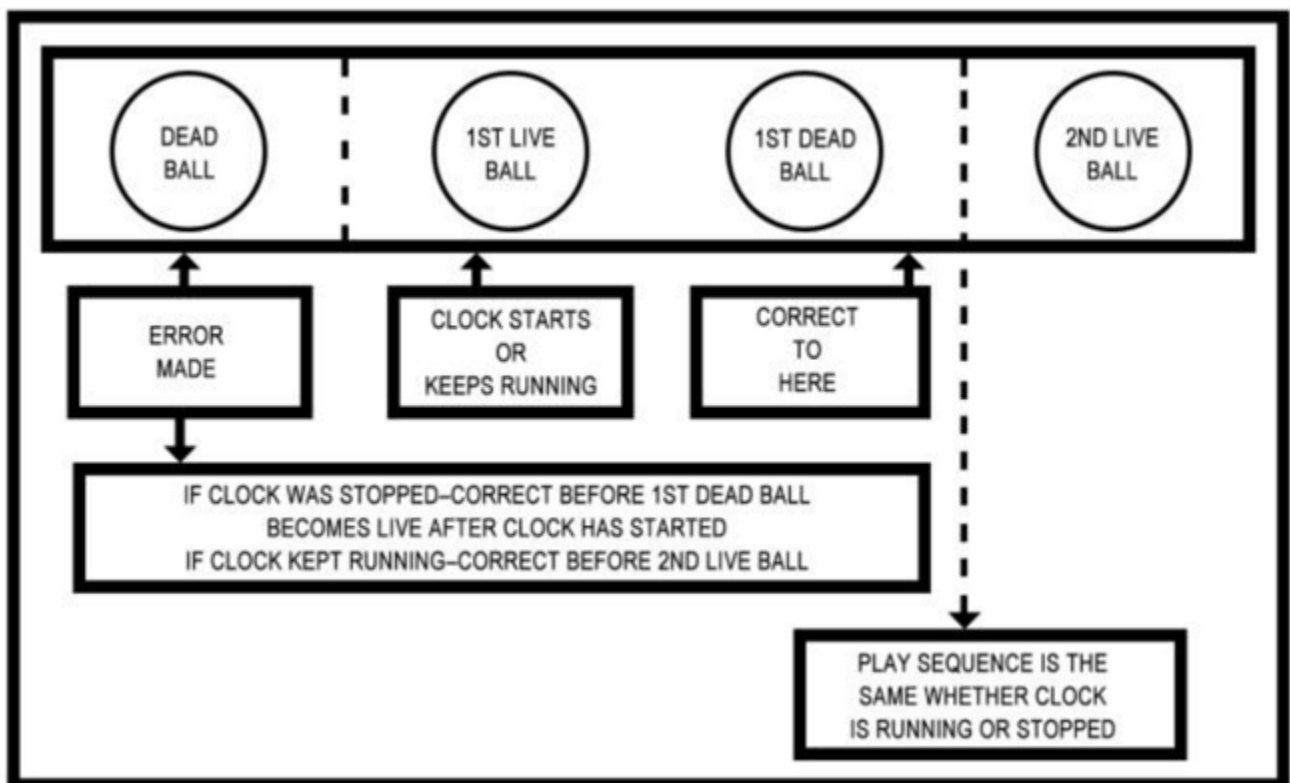 DEAD
BALL
1ST LIVE
BALL
1ST DEAD
BALL
2ND LIVE
BALL
ERROR
MADE
CLOCK STARTS
OR
KEEPS RUNNING
CORRECT
TO
HERE
IF CLOCK WAS STOPPED–CORRECT BEFORE 1ST DEAD BALL
BECOMES LIVE AFTER CLOCK HAS STARTED
IF CLOCK KEPT RUNNING–CORRECT BEFORE 2ND LIVE BALL
PLAY SEQUENCE IS THE
SAME WHETHER CLOCK
IS RUNNING OR STOPPED